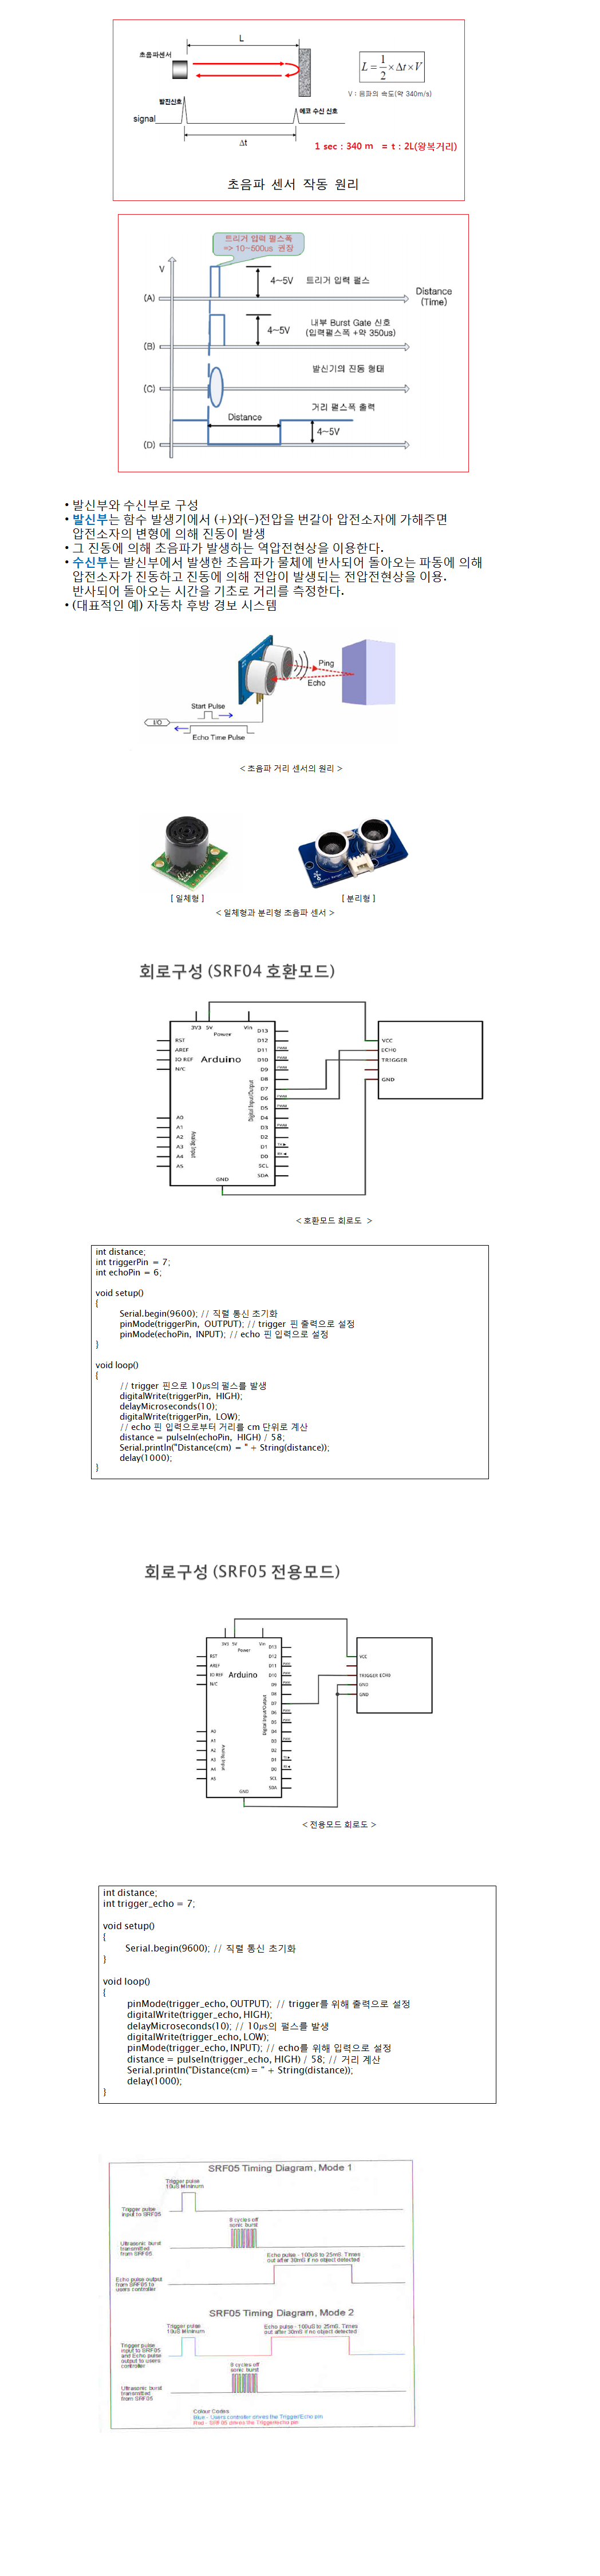 L
초음파센서
L = 1/2 × Δt × V
V : 음파의 속도(약 340m/s)
발진신호
에코 수신 신호
signal
Δt
1 sec : 340 m = t : 2L(왕복거리)
초음파 센서 작동 원리
트리거 입력 펄스폭
=> 10~500us 권장
V
4~5V
트리거 입력 펄스
(A)
Distance
(Time)
내부 Burst Gate 신호
(입력펄스폭 +약 350us)
4~5V
(B)
발신기의 진동 형태
(C)
거리 펄스폭 출력
Distance
4~5V
(D)
• 발신부와 수신부로 구성
• 발신부는 함수 발생기에서 (+)와(-)전압을 번갈아 압전소자에 가해주면
압전소자의 변형에 의해 진동이 발생
• 그 진동에 의해 초음파가 발생하는 역압전현상을 이용한다.
• 수신부는 발신부에서 발생한 초음파가 물체에 반사되어 돌아오는 파동에 의해
압전소자가 진동하고 진동에 의해 전압이 발생되는 전압전현상을 이용.
반사되어 돌아오는 시간을 기초로 거리를 측정한다.
• (대표적인 예) 자동차 후방 경보 시스템
Ping
Echo
Start Pulse
I/O
Echo Time Pulse
< 초음파 거리 센서의 원리 >
[ 일체형 ]
[ 분리형 ]
< 일체형과 분리형 초음파 센서 >
회로구성 (SRF04 호환모드)
3V3 5V Vin
Power
RST
AREF
IO REF
N/C
Arduino
A0
A1
A2
A3
A4
A5
Analog Input
Digital Input/Output
D13
D12
D11 PWM
D10 PWM
D9 PWM
D8
D7
D6 PWM
D5 PWM
D4
D3 PWM
D2
D1 TX
D0 RX
SCL
SDA
GND
VCC
ECHO
TRIGGER
GND
< 호환모드 회로도 >
int distance;
int triggerPin = 7;
int echoPin = 6;
void setup()
{
Serial.begin(9600); // 직렬 통신 초기화
pinMode(triggerPin, OUTPUT); // trigger 핀 출력으로 설정
pinMode(echoPin, INPUT); // echo 핀 입력으로 설정
}
void loop()
{
// trigger 핀으로 10㎲의 펄스를 발생
digitalWrite(triggerPin, HIGH);
delayMicroseconds(10);
digitalWrite(triggerPin, LOW);
// echo 핀 입력으로부터 거리를 cm 단위로 계산
distance = pulseIn(echoPin, HIGH) / 58;
Serial.println("Distance(cm) = " + String(distance));
delay(1000);
}
회로구성 (SRF05 전용모드)
3V3 5V Vin
Power
RST
AREF
IO REF
N/C
Arduino
A0
A1
A2
A3
A4
A5
Analog Input
Digital Input/Output
D13
D12
D11 PWM
D10 PWM
D9 PWM
D8
D7
D6 PWM
D5 PWM
D4
D3 PWM
D2
D1 TX
D0 RX
SCL
SDA
GND
VCC
TRIGGER ECHO
GND
GND
< 전용모드 회로도 >
int distance;
int trigger_echo = 7;
void setup()
{
Serial.begin(9600); // 직렬 통신 초기화
}
void loop()
{
pinMode(trigger_echo, OUTPUT); // trigger를 위해 출력으로 설정
digitalWrite(trigger_echo, HIGH);
delayMicroseconds(10); // 10㎲의 펄스를 발생
digitalWrite(trigger_echo, LOW);
pinMode(trigger_echo, INPUT); // echo를 위해 입력으로 설정
distance = pulseIn(trigger_echo, HIGH) / 58; // 거리 계산
Serial.println("Distance(cm) = " + String(distance));
delay(1000);
}
SRF05 Timing Diagram, Mode 1
Trigger pulse
10uS Minimum
Trigger pulse
input to SRF05
8 cycles off
sonic burst
Ultrasonic burst
transmitted
from SRF05
Echo pulse - 100uS to 25mS. Times
out after 30mS if no object detected
Echo pulse output
from SRF05 to
users controller
SRF05 Timing Diagram, Mode 2
Trigger pulse
10uS Minimum
Echo pulse - 100uS to 25mS. Times
out after 30mS if no object detected
Trigger pulse
input to SRF05
and Echo pulse
output to users
controller
8 cycles off
sonic burst
Ultrasonic burst
transmitted
from SRF05
Colour Codes
Blue - Users controller drives the Trigger/Echo pin
Red - SRF05 drives the Trigger/echo pin